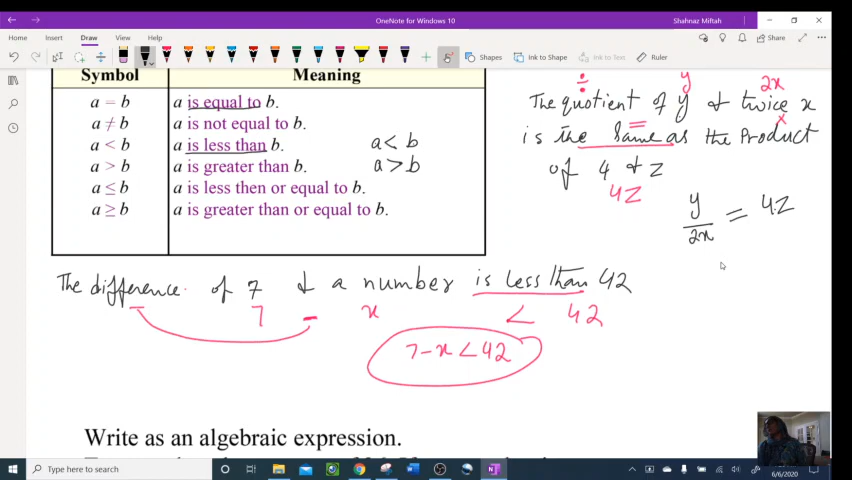 OneNote for Windows 10
Shahnaz Miftah
Home Insert Draw View Help
Share
Shapes
Ink to Shape
Ink to Text
Ruler
Symbol Meaning
a = b a is equal to b.
a ≠ b a is not equal to b.
a < b a is less than b. a < b
a > b a is greater than b. a > b
a ≤ b a is less then or equal to b.
a ≥ b a is greater than or equal to b.
÷ y 2x
The quotient of y & twice x
= x
is the same as the Product
of 4 & z
4z
y/2x = 4z
The difference of 7 & a number is less than 42
7 - x < 42
7-x < 42
Write as an algebraic expression.
Type here to search
6/6/2020